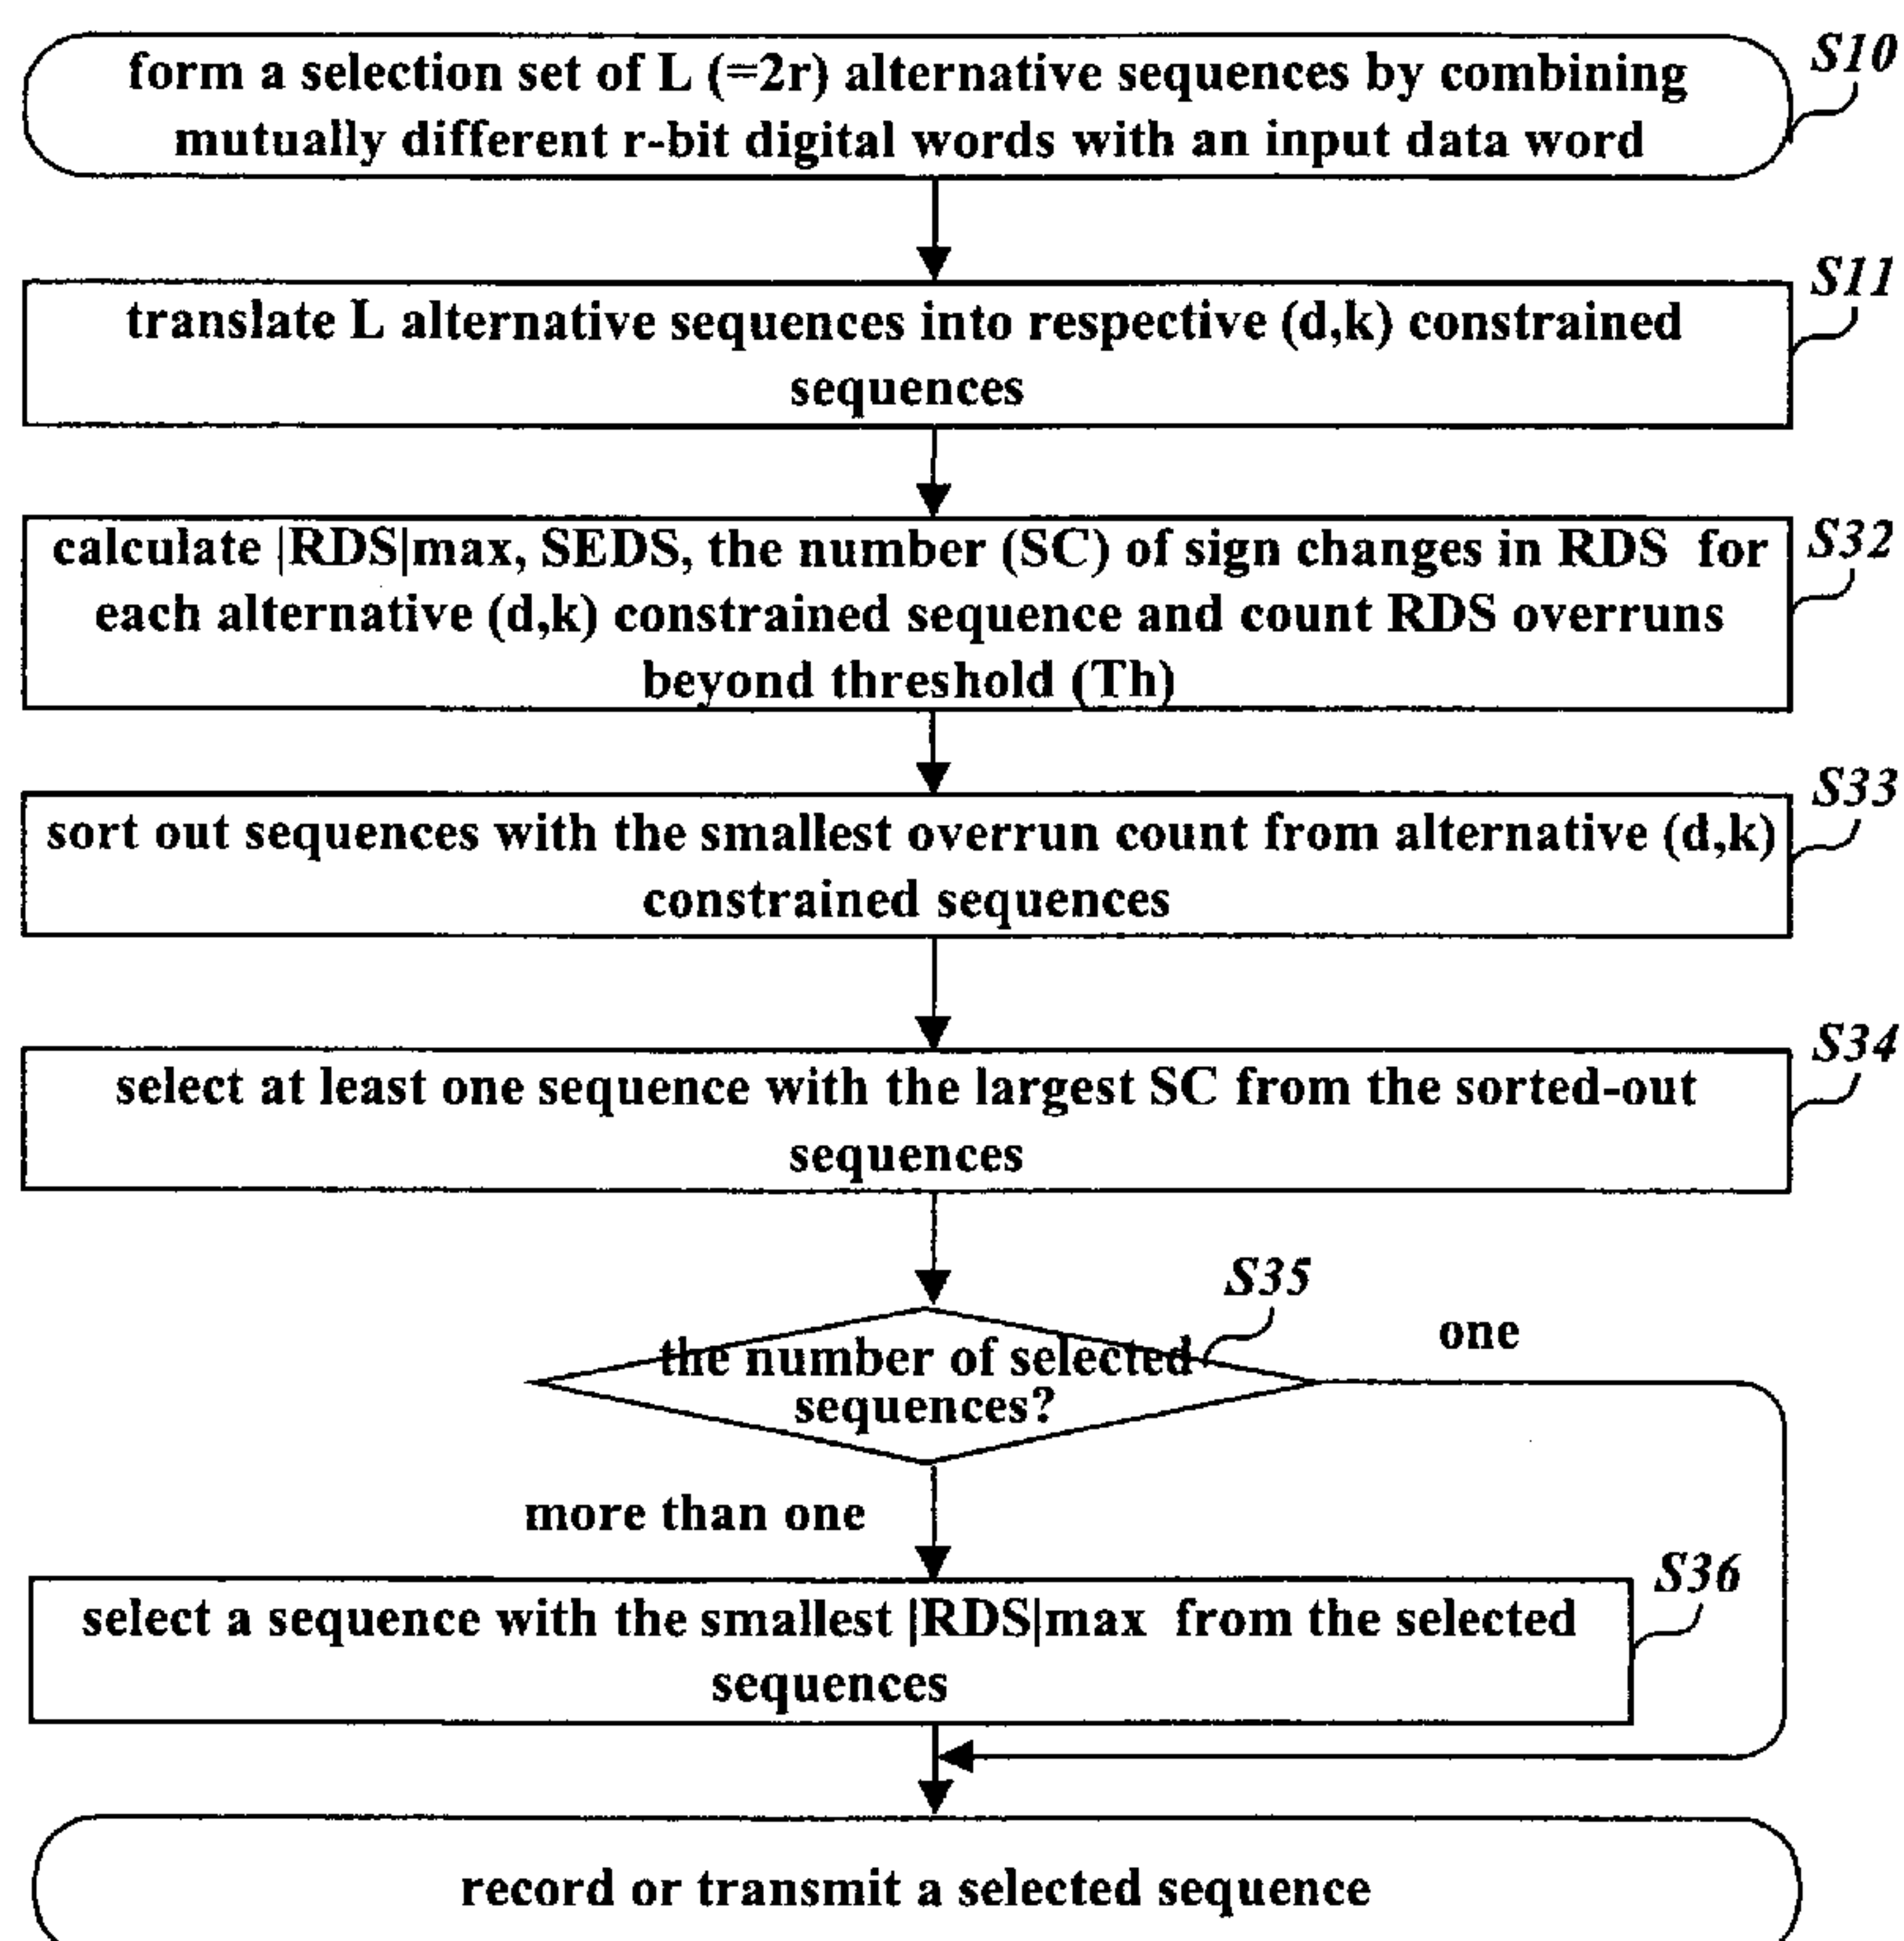 form a selection set of L (=2r) alternative sequences by combining
mutually different r-bit digital words with an input data word
S10
translate L alternative sequences into respective (d,k) constrained
sequences
S11
calculate |RDS|max, SEDS, the number (SC) of sign changes in RDS for
each alternative (d,k) constrained sequence and count RDS overruns
beyond threshold (Th)
S32
sort out sequences with the smallest overrun count from alternative (d,k)
constrained sequences
S33
select at least one sequence with the largest SC from the sorted-out
sequences
S34
the number of selected
sequences?
S35
one
more than one
select a sequence with the smallest |RDS|max from the selected
sequences
S36
record or transmit a selected sequence